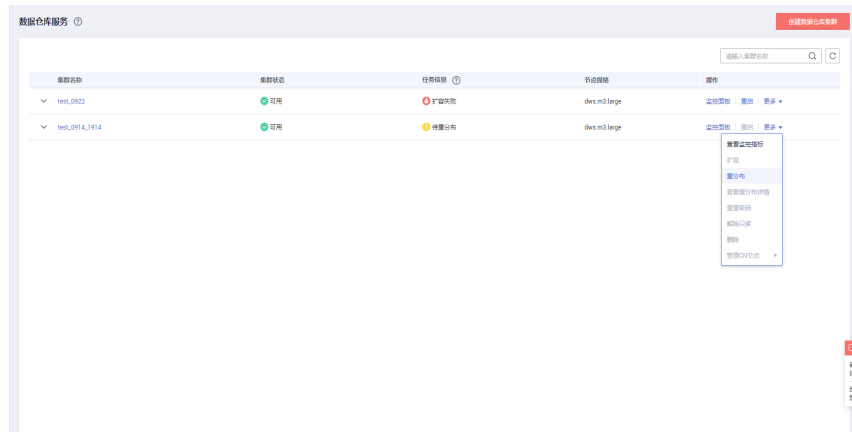 数据仓库服务
创建数据仓库集群
请输入集群名称
集群名称 集群状态 任务信息 节点规格 操作
test_0922 可用 扩容失败 dws.m3.large 监控面板 重启 更多
test_0914_1914 可用 待重分布 dws.m3.large 监控面板 重启 更多
查看监控指标
扩容
重分布
查看重分布详情
重置密码
解除只读
删除
管理CN节点